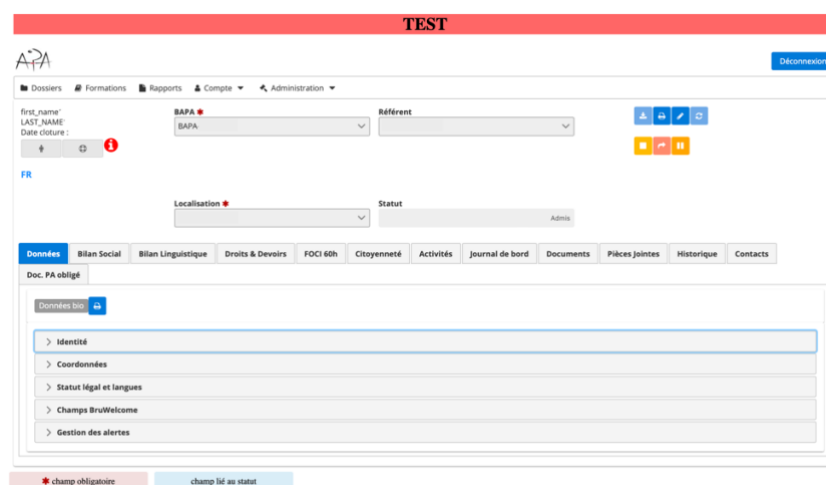 TEST
APA
Déconnexion
Dossiers Formations Rapports Compte Administration
first_name'
LAST_NAME'
Date cloture :
BAPA *
BAPA-
Référent
FR
Localisation *
Statut
Admis
Données Bilan Social Bilan Linguistique Droits & Devoirs FOCI 60h Citoyenneté Activités Journal de bord Documents Pièces Jointes Historique Contacts
Doc. PA obligé
Données bio
Identité
Coordonnées
Statut légal et langues
Champs BruWelcome
Gestion des alertes
* champ obligatoire
champ lié au statut